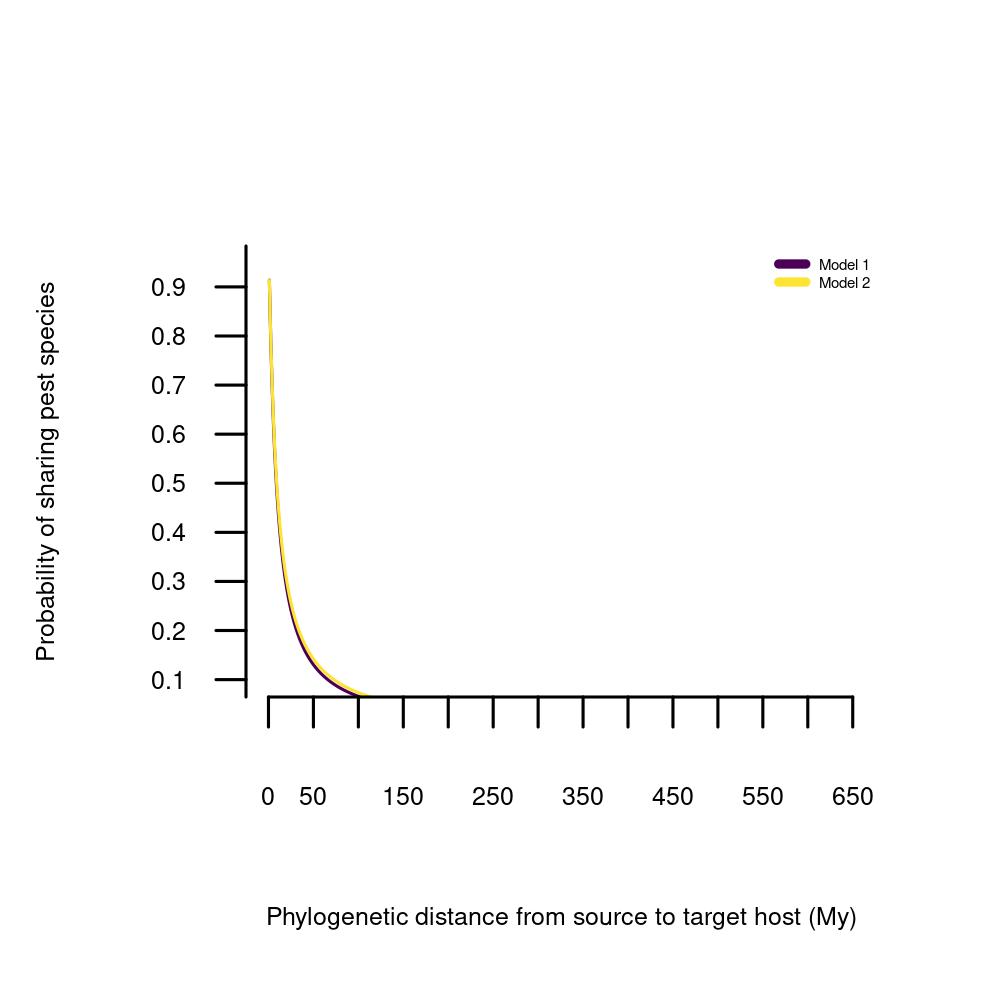 Model 1
Model 2
Probability of sharing pest species
0.9
0.8
0.7
0.6
0.5
0.4
0.3
0.2
0.1
0 50 150 250 350 450 550 650
Phylogenetic distance from source to target host (My)